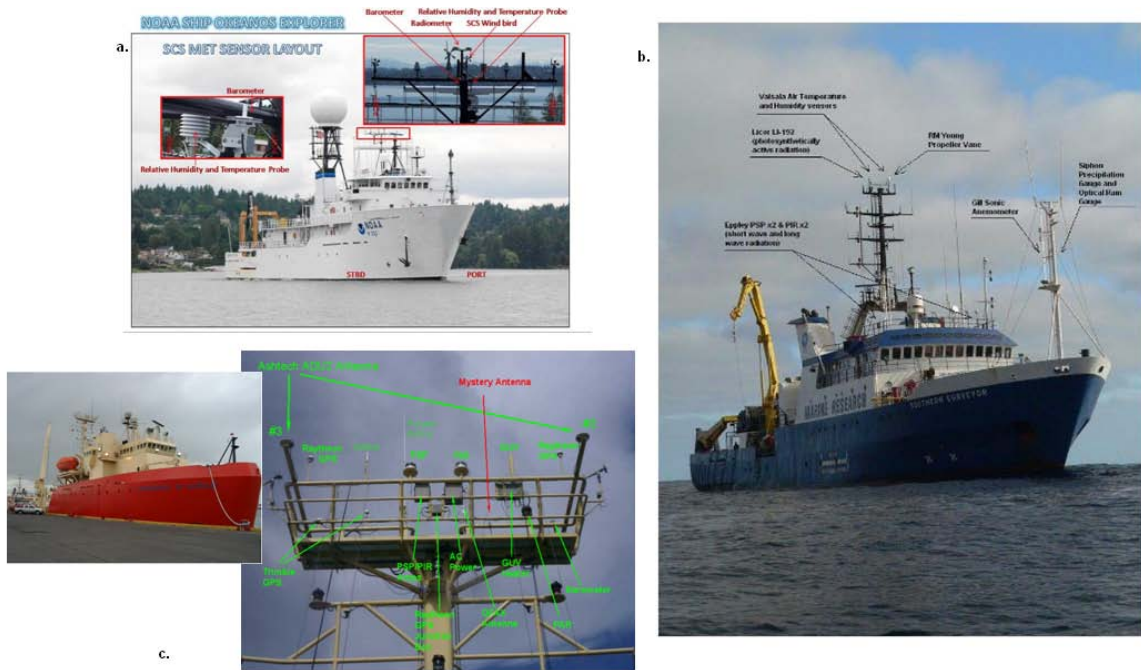 NOAA SHIP OKEANOS EXPLORER
a.
SCS MET SENSOR LAYOUT
Barometer
Relative Humidity and Temperature Probe
Radiometer
SCS Wind bird
Barometer
Relative Humidity and Temperature Probe
NOAA
STBD
PORT
b.
Vaisala Air Temperature
and Humidity sensors
Licor LI-192
(photosynthetically
active radiation)
RM Young
Propeller Vane
Siphon
Precipitation
Gauge and
Optical Rain
Gauge
Gill Sonic
Anemometer
Eppley PSP x2 & PIR x2
(short wave and long
wave radiation)
MARINE RESEARCH
SOUTHERN SURVEYOR
c.
Mystery Antenna
#3
Trimble
GPS
PSP/PIR
AC
Power
GUV
Antenna
Barometer
PAR